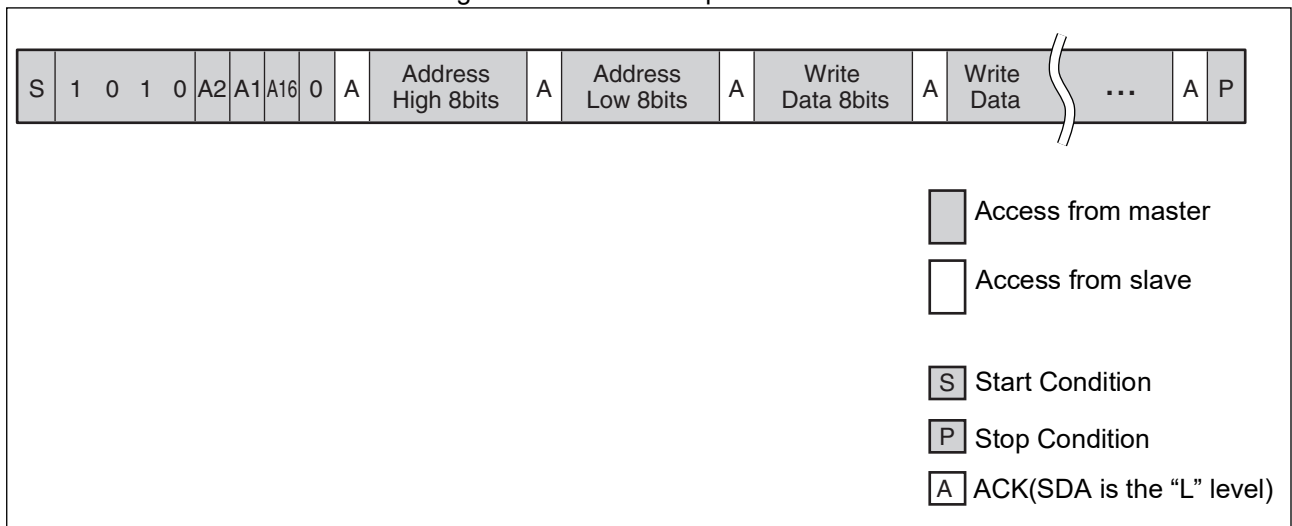 S 1 0 1 0 A2 A1 A16 0 A Address High 8bits A Address Low 8bits A Write Data 8bits A Write Data ... A P
Access from master
Access from slave
S Start Condition
P Stop Condition
A ACK(SDA is the “L” level)